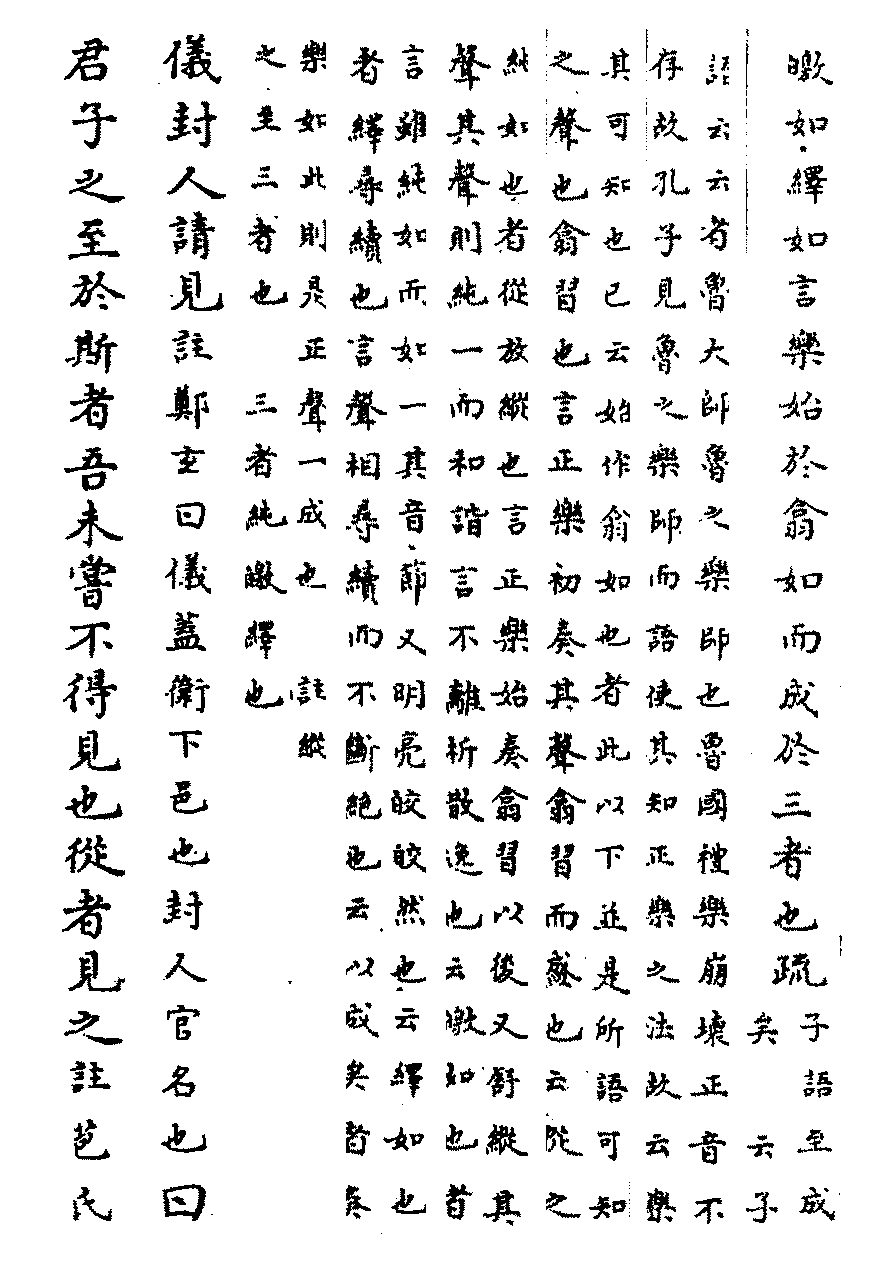 皦如繹如言樂始於翕如而成於三者也疏
子語至成
矣　云子
語云云者魯大師魯之樂師也魯國禮樂崩壞正音不
存故孔子見魯之樂師而語使其知正樂之法故云樂
其可知也已云始作翕如也者此以下並是所語可知
之聲也翕習也言正樂初奏其聲翕習而盛也云從之
純如也者從放縱也言正樂始奏翕習以後又舒縱其
聲其聲則純一而和諧言不離析散逸也云皦如也者
言雖純如而如一其音節又明亮皎皎然也云繹如也
者繹尋續也言聲相尋續而不斷絕也云以成矣者奏
樂如此則是正聲一成也　註縱
之至三者也　三者純皦繹也
儀封人請見註鄭玄曰儀蓋衛下邑也封人官名也曰
君子之至於斯者吾未嘗不得見也從者見之註苞氏